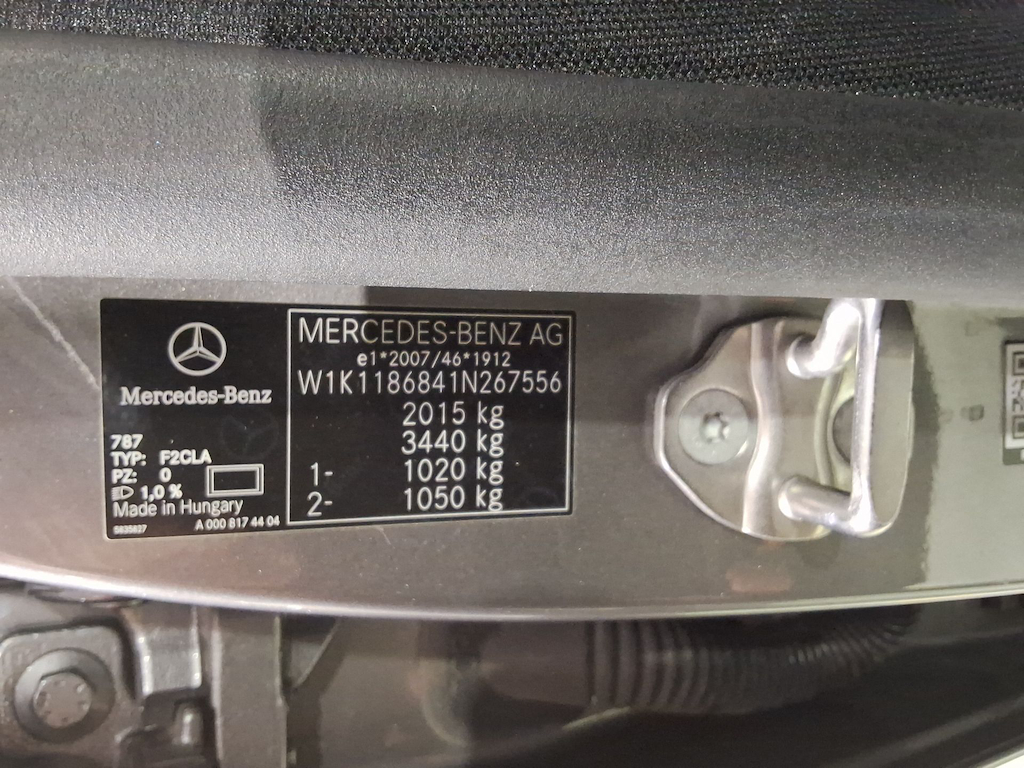 Mercedes-Benz
787
TYP: F2CLA
PZ: 0
1,0 %
Made in Hungary
5835827
A 000 817 44 04
MERCEDES-BENZ AG
e1*2007/46*1912
W1K1186841N267556
2015 kg
3440 kg
1- 1020 kg
2- 1050 kg